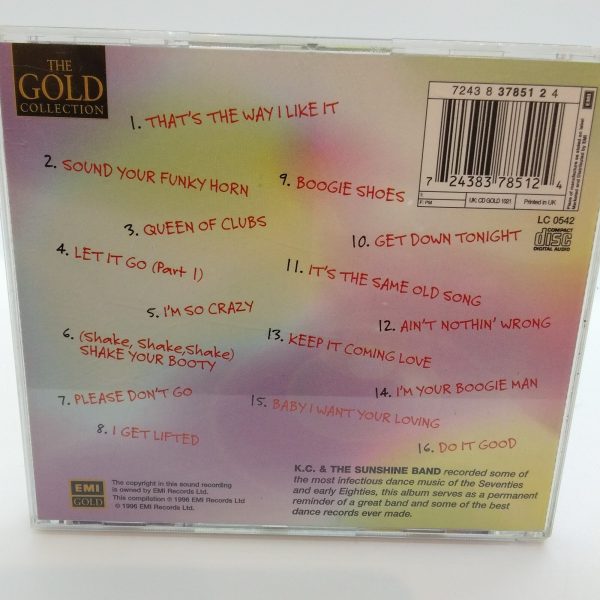 THE
GOLD
COLLECTION
1. THAT'S THE WAY I LIKE IT
2. SOUND YOUR FUNKY HORN
3. QUEEN OF CLUBS
4. LET IT GO (Part 1)
5. I'M SO CRAZY
6. (Shake, Shake, Shake)
SHAKE YOUR BOOTY
7. PLEASE DON'T GO
8. I GET LIFTED
9. BOOGIE SHOES
10. GET DOWN TONIGHT
11. IT'S THE SAME OLD SONG
12. AIN'T NOTHIN' WRONG
13. KEEP IT COMING LOVE
14. I'M YOUR BOOGIE MAN
15. BABY I WANT YOUR LOVING
16. DO IT GOOD
7243 8 37851 2 4
7 24383 78512 4
UK: CD GOLD 1021
Printed in UK
EMI
LC 0542
COMPACT
disc
DIGITAL AUDIO
EMI
GOLD
The copyright in this sound recording
is owned by EMI Records Ltd.
This compilation ℗ 1996 EMI Records Ltd.
© 1996 EMI Records Ltd.
K.C. & THE SUNSHINE BAND recorded some of
the most infectious dance music of the Seventies
and early Eighties, this album serves as a permanent
reminder of a great band and some of the best
dance records ever made.